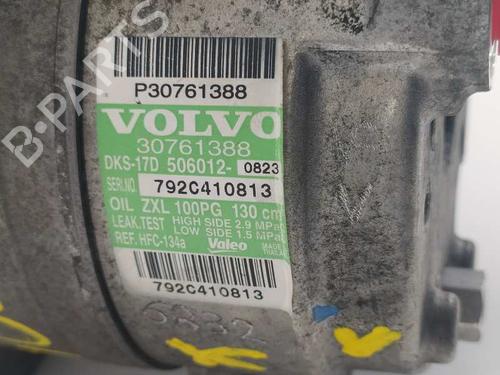 P30761388
VOLVO
30761388
DKS-17D 506012-0823
SERI.NO. 792C410813
OIL ZXL 100PG 130 cm
LEAK.TEST HIGH SIDE 2.9 MPa
LOW SIDE 1.5 MPa
REF. HFC-134a Valeo MADE
792C410813
B-PARTS